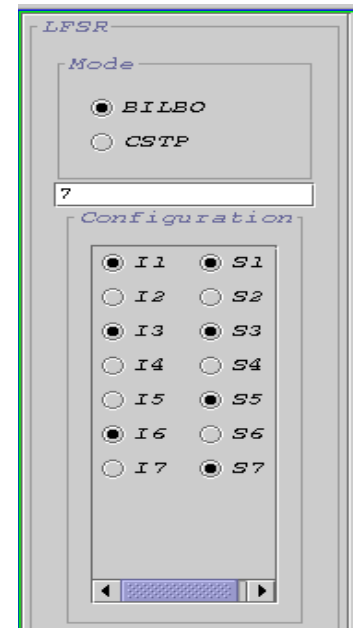 LFSR
Mode
BILBO
CSTP
7
Configuration
I1 S1
I2 S2
I3 S3
I4 S4
I5 S5
I6 S6
I7 S7